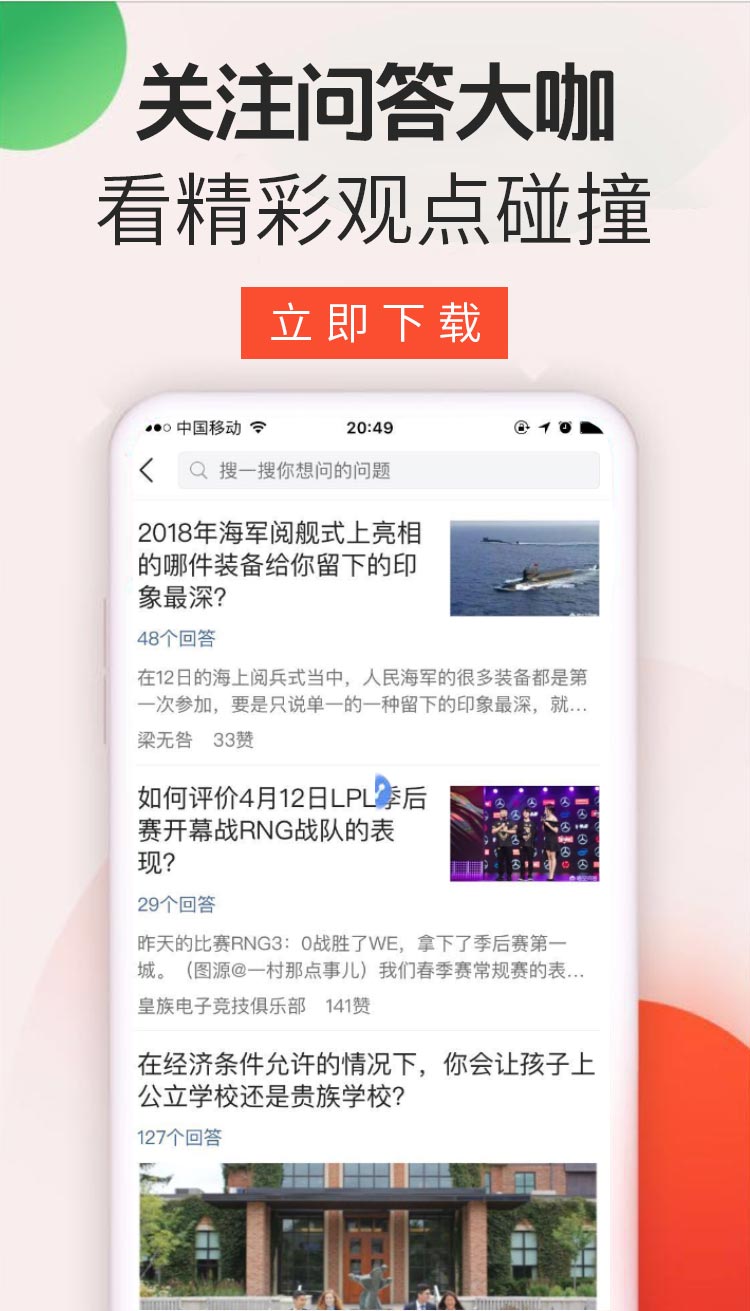 关注问答大咖
看精彩观点碰撞
立即下载
中国移动 20:49
搜一搜你想问的问题
2018年海军阅舰式上亮相
的哪件装备给你留下的印
象最深?
48个回答
在12日的海上阅兵式当中，人民海军的很多装备都是第
一次参加，要是只说单一的一种留下的印象最深，就...
梁无咎 33赞
如何评价4月12日LPL季后
赛开幕战RNG战队的表
现?
29个回答
昨天的比赛RNG3：0战胜了WE，拿下了季后赛第一
城。（图源@一村那点事儿）我们春季赛常规赛的表...
皇族电子竞技俱乐部 141赞
在经济条件允许的情况下，你会让孩子上
公立学校还是贵族学校?
127个回答